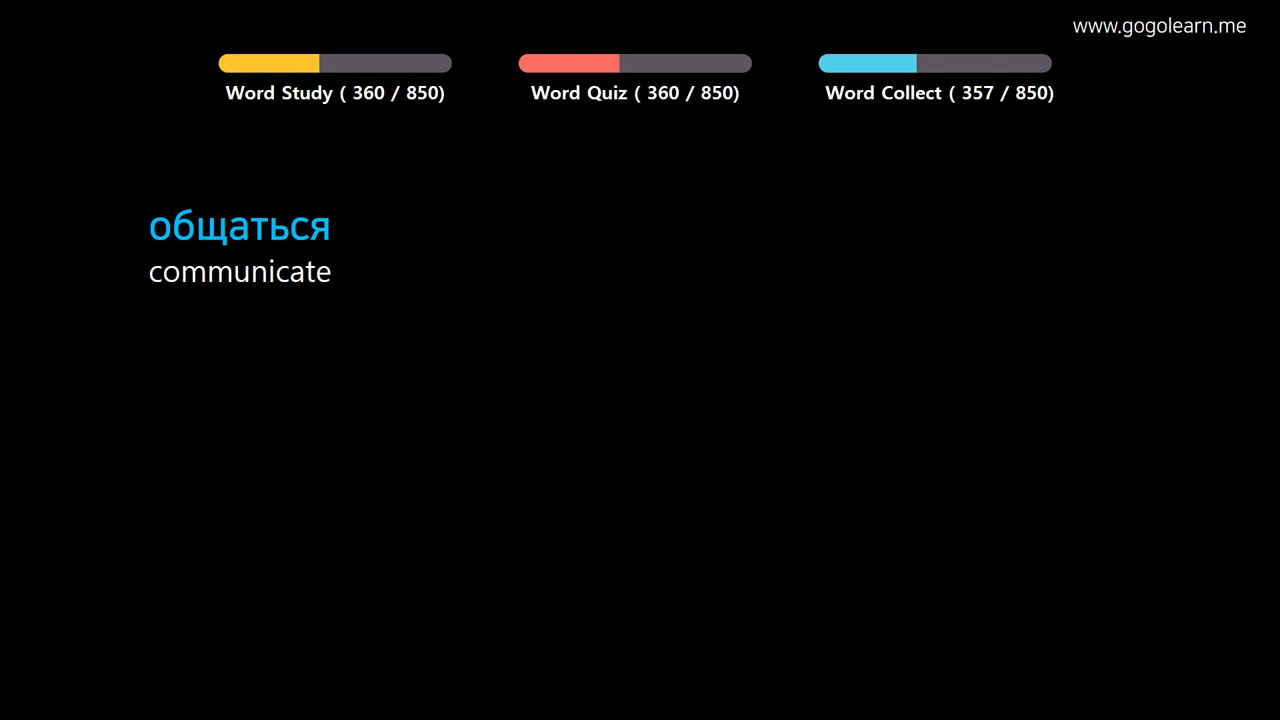 www.gogolearn.me
Word Study ( 360 / 850)
Word Quiz ( 360 / 850)
Word Collect ( 357 / 850)
общаться
communicate